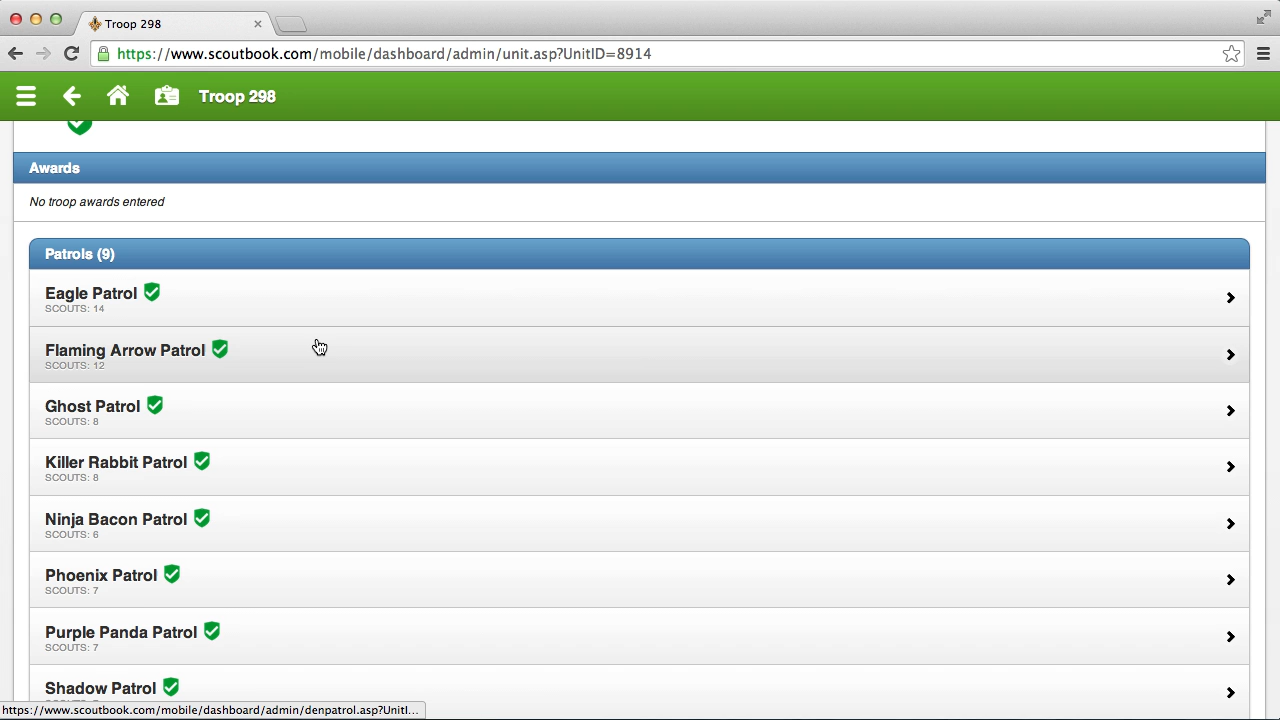 Troop 298
https://www.scoutbook.com/mobile/dashboard/admin/unit.asp?UnitID=8914
Troop 298
Awards
No troop awards entered
Patrols (9)
Eagle Patrol
SCOUTS: 14
Flaming Arrow Patrol
SCOUTS: 12
Ghost Patrol
SCOUTS: 8
Killer Rabbit Patrol
SCOUTS: 8
Ninja Bacon Patrol
SCOUTS: 6
Phoenix Patrol
SCOUTS: 7
Purple Panda Patrol
SCOUTS: 7
Shadow Patrol
https://www.scoutbook.com/mobile/dashboard/admin/denpatrol.asp?UnitI...